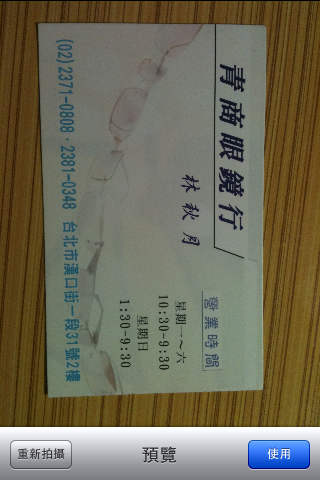 青商眼鏡行
林秋月
營業時間
星期一～六
10:30-9:30
星期日
1:30-9:30
(02)2371-0808・2381-0348 台北市漢口街一段31號2樓
重新拍攝
預覽
使用